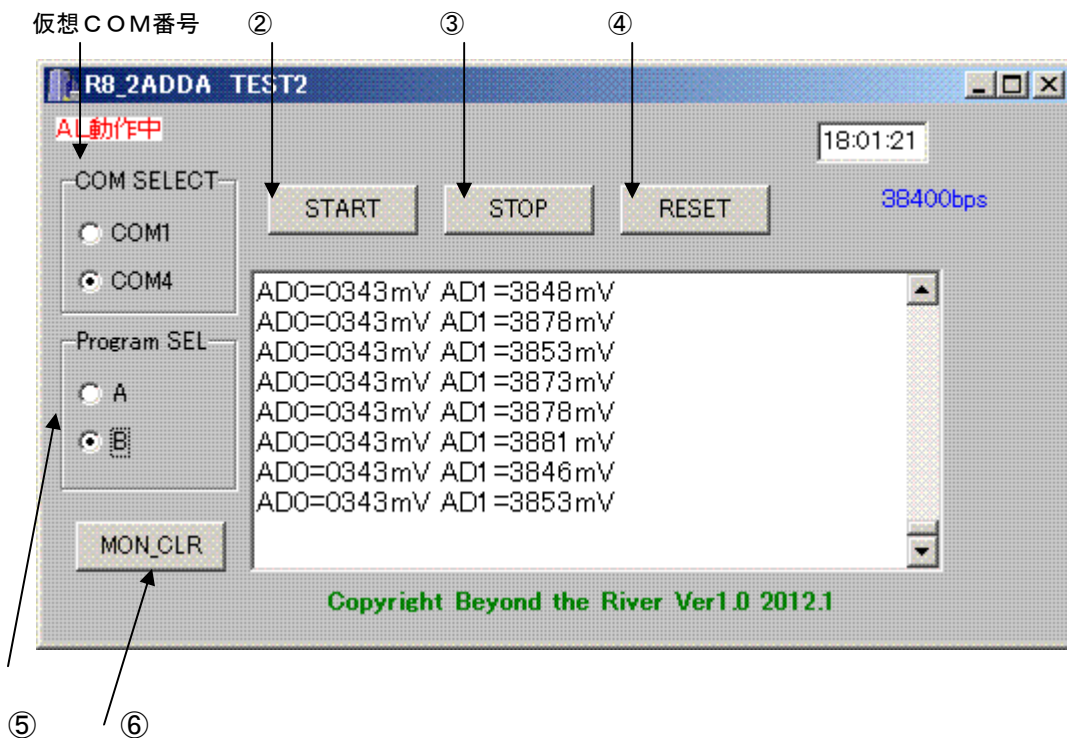 仮想ＣＯＭ番号 ② ③ ④
R8_2ADDA TEST2
AL動作中
18:01:21
COM SELECT
START STOP RESET 38400bps
COM1
COM4
AD0=0343mV AD1=3848mV
AD0=0343mV AD1=3878mV
Program SEL
AD0=0343mV AD1=3853mV
A
AD0=0343mV AD1=3873mV
AD0=0343mV AD1=3878mV
B
AD0=0343mV AD1=3881mV
AD0=0343mV AD1=3846mV
AD0=0343mV AD1=3853mV
MON_CLR
Copyright Beyond the River Ver1.0 2012.1
⑤ ⑥